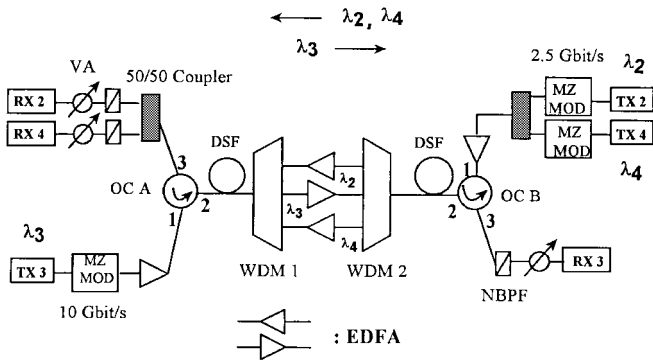 λ2, λ4
λ3
VA
50/50 Coupler
RX 2
RX 4
2.5 Gbit/s
λ2
MZ MOD
TX 2
MZ MOD
TX 4
λ4
DSF
DSF
3
OC A
1
2
λ2
λ3
λ4
WDM 1
WDM 2
1
2
OC B
3
λ3
TX 3
MZ MOD
10 Gbit/s
NBPF
RX 3
: EDFA